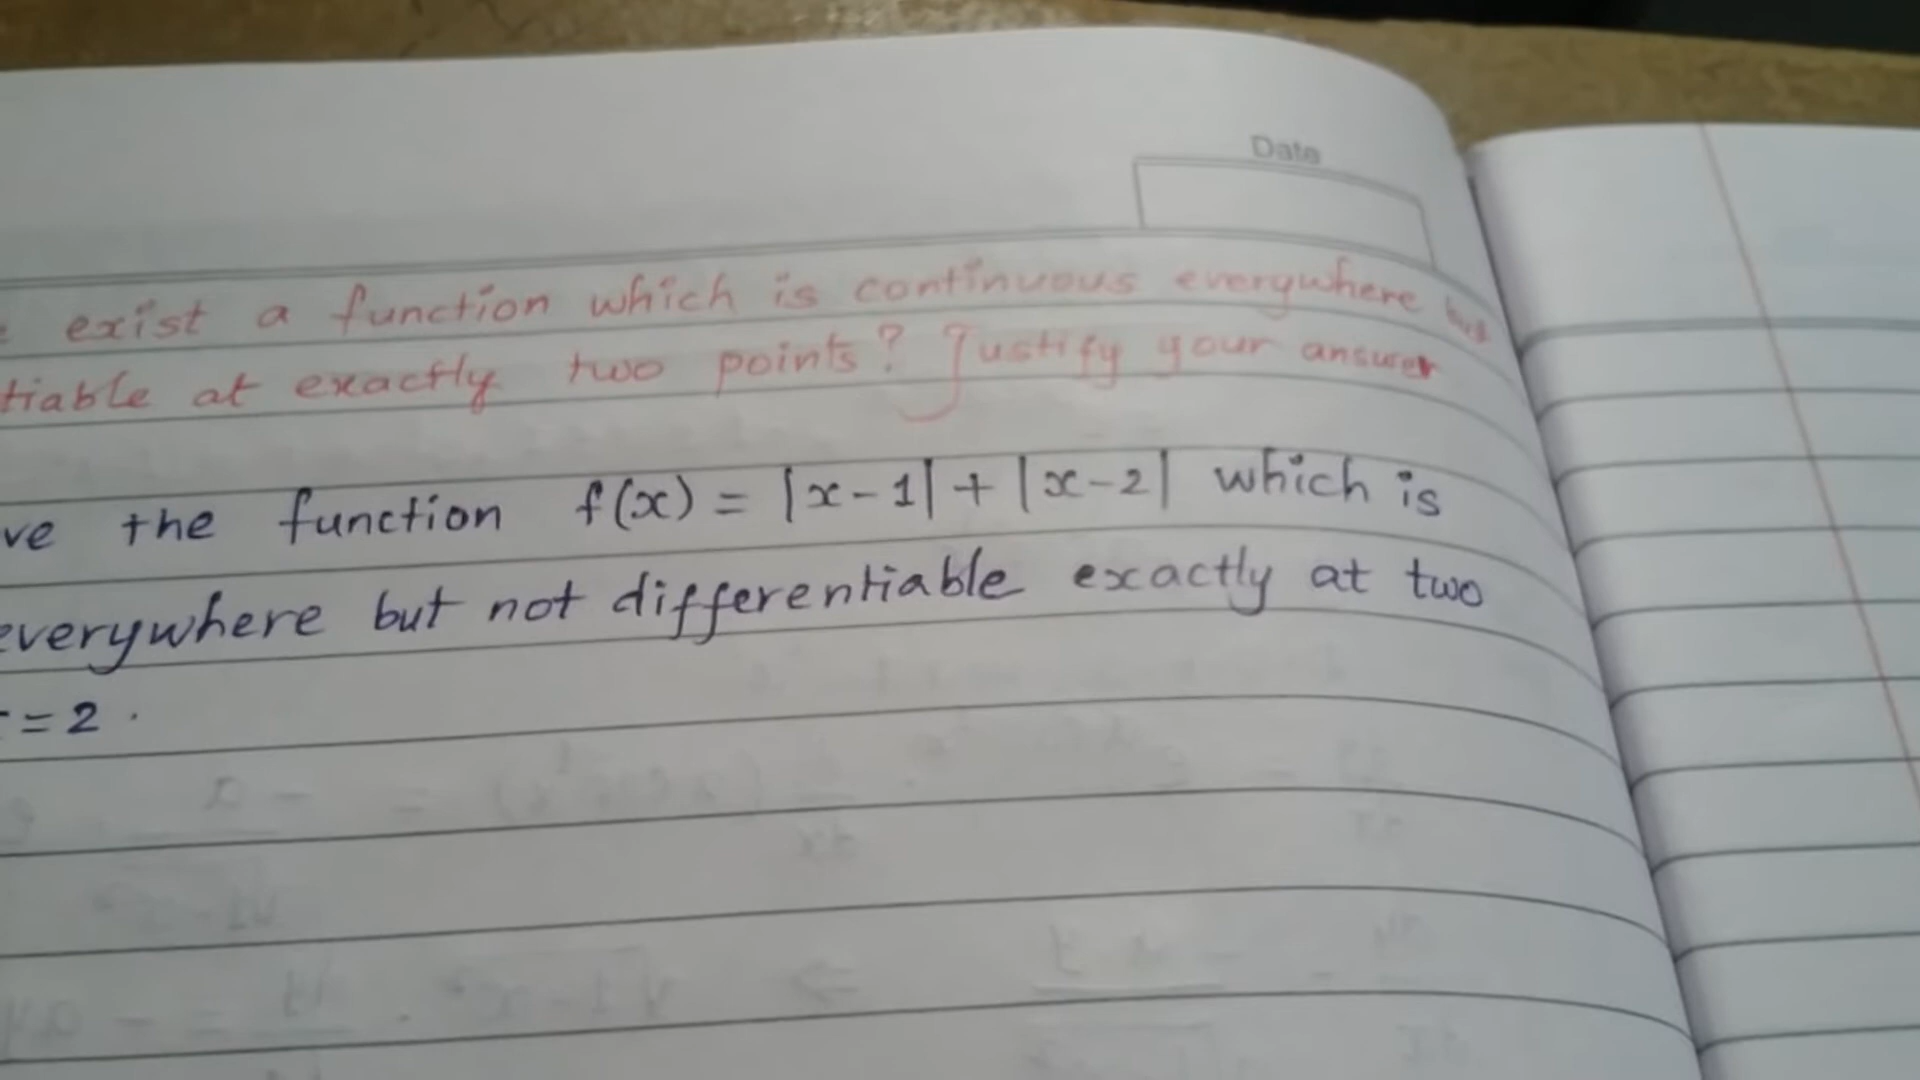 Date
exist a function which is continuous everywhere but
tiable at exactly two points? Justify your answer
ve the function f(x) = |x-1| + |x-2| which is
everywhere but not differentiable exactly at two
= 2.